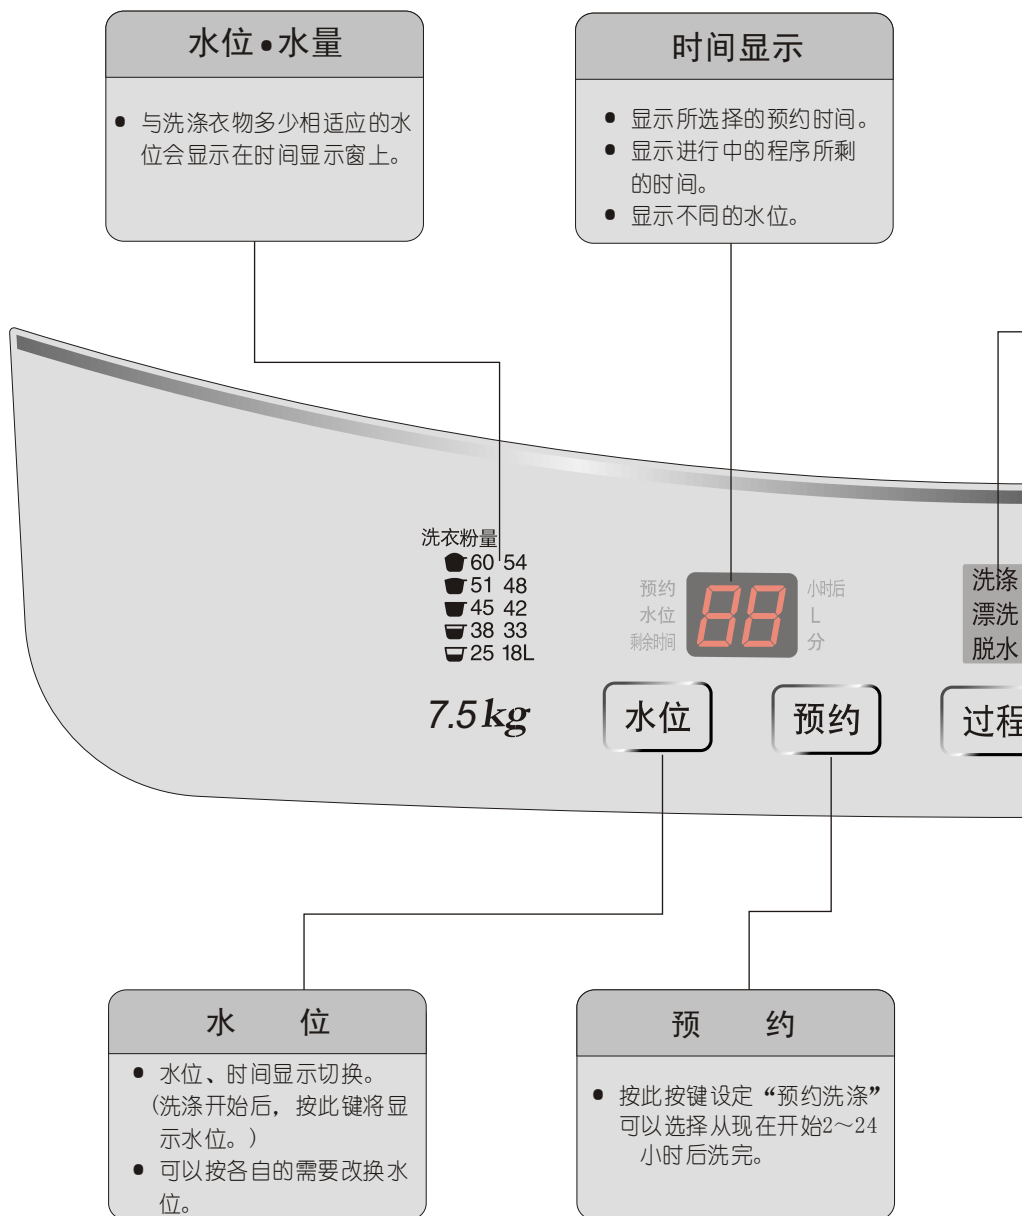 水位•水量
• 与洗涤衣物多少相适应的水
位会显示在时间显示窗上。
时间显示
• 显示所选择的预约时间。
• 显示进行中的程序所剩
的时间。
• 显示不同的水位。
洗衣粉量
60 54
51 48
45 42
38 33
25 18L
7.5kg
预约
水位
剩余时间
88
小时后
L
分
洗涤
漂洗
脱水
水位
预约
过程
水 位
• 水位、时间显示切换。
(洗涤开始后，按此键将显
示水位。)
• 可以按各自的需要改换水
位。
预 约
• 按此按键设定“预约洗涤”
可以选择从现在开始2～24
小时后洗完。